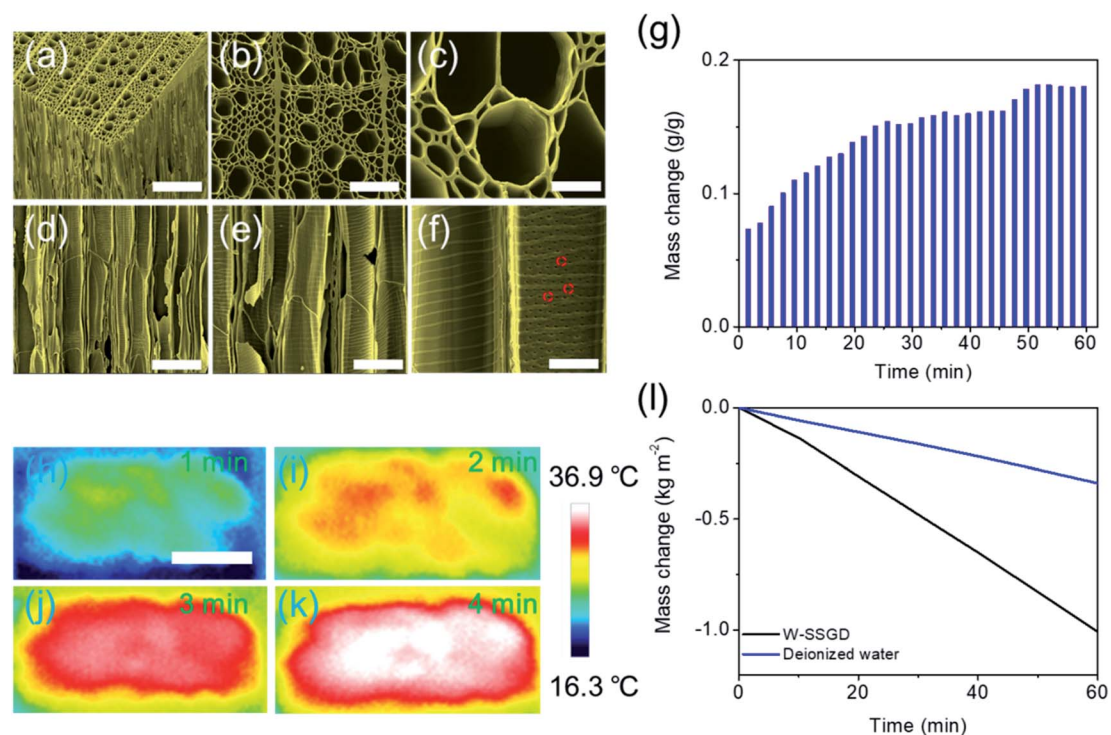 (a)
(b)
(c)
(d)
(e)
(f)
(g)
Mass change (g/g)
0.2
0.1
0.0
0
10
20
30
40
50
60
Time (min)
(h)
1 min
(i)
2 min
(j)
3 min
(k)
4 min
36.9 ℃
16.3 ℃
(l)
Mass change (kg m⁻²)
0.0
-0.5
-1.0
W-SSGD
Deionized water
0
20
40
60
Time (min)